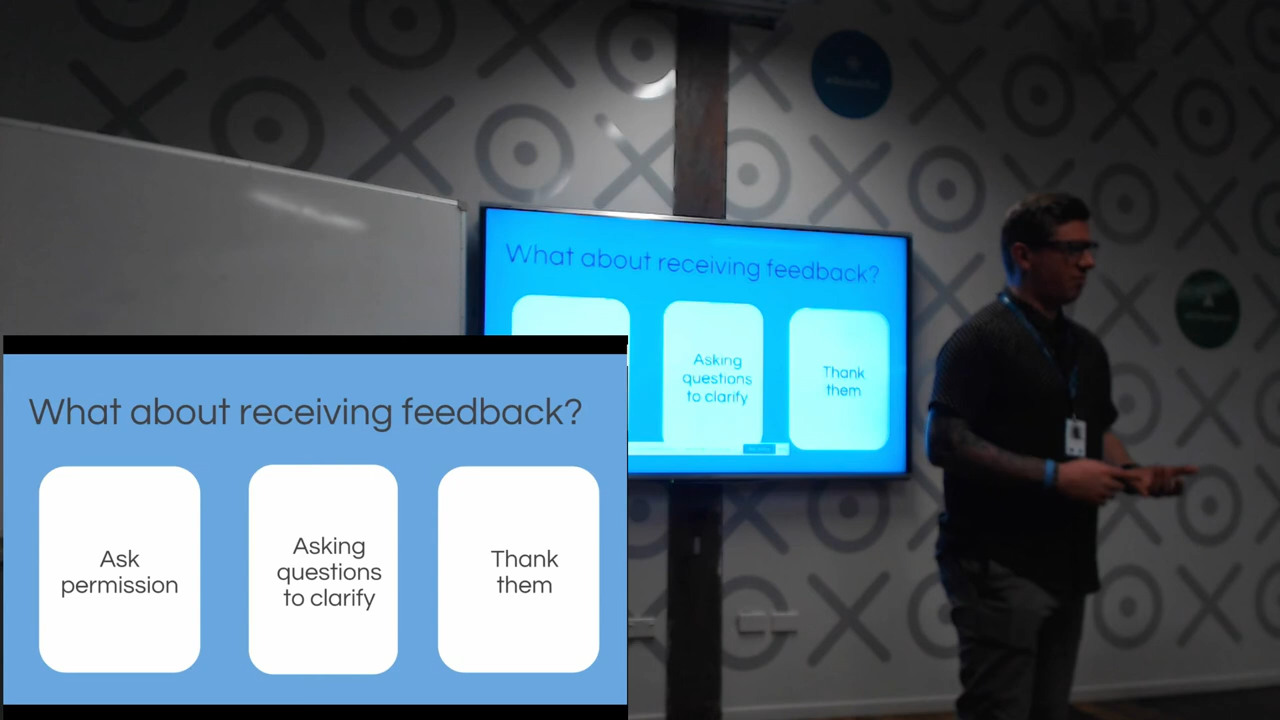 What about receiving feedback?
Asking
questions
to clarify
Thank
them
What about receiving feedback?
Ask
permission
Asking
questions
to clarify
Thank
them